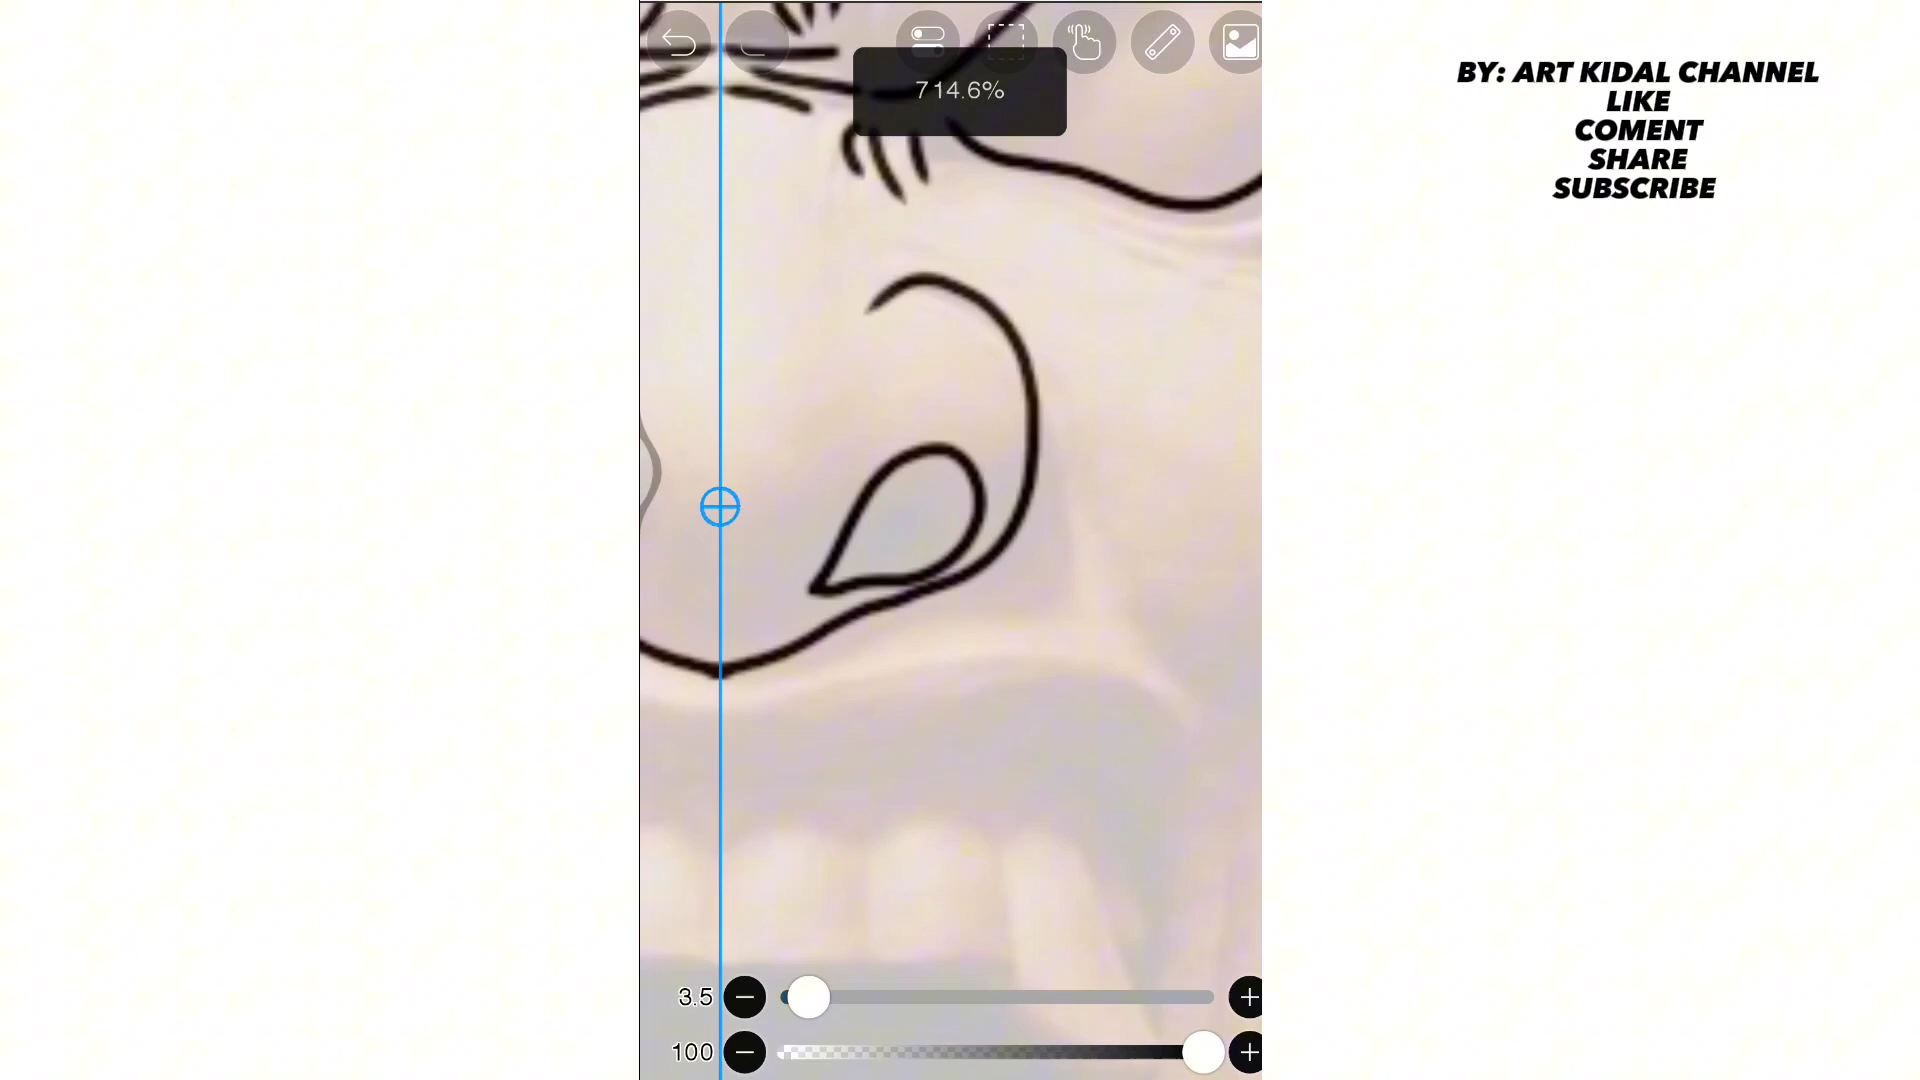 714.6%
BY: ART KIDAL CHANNEL
LIKE
COMENT
SHARE
SUBSCRIBE
3.5
100